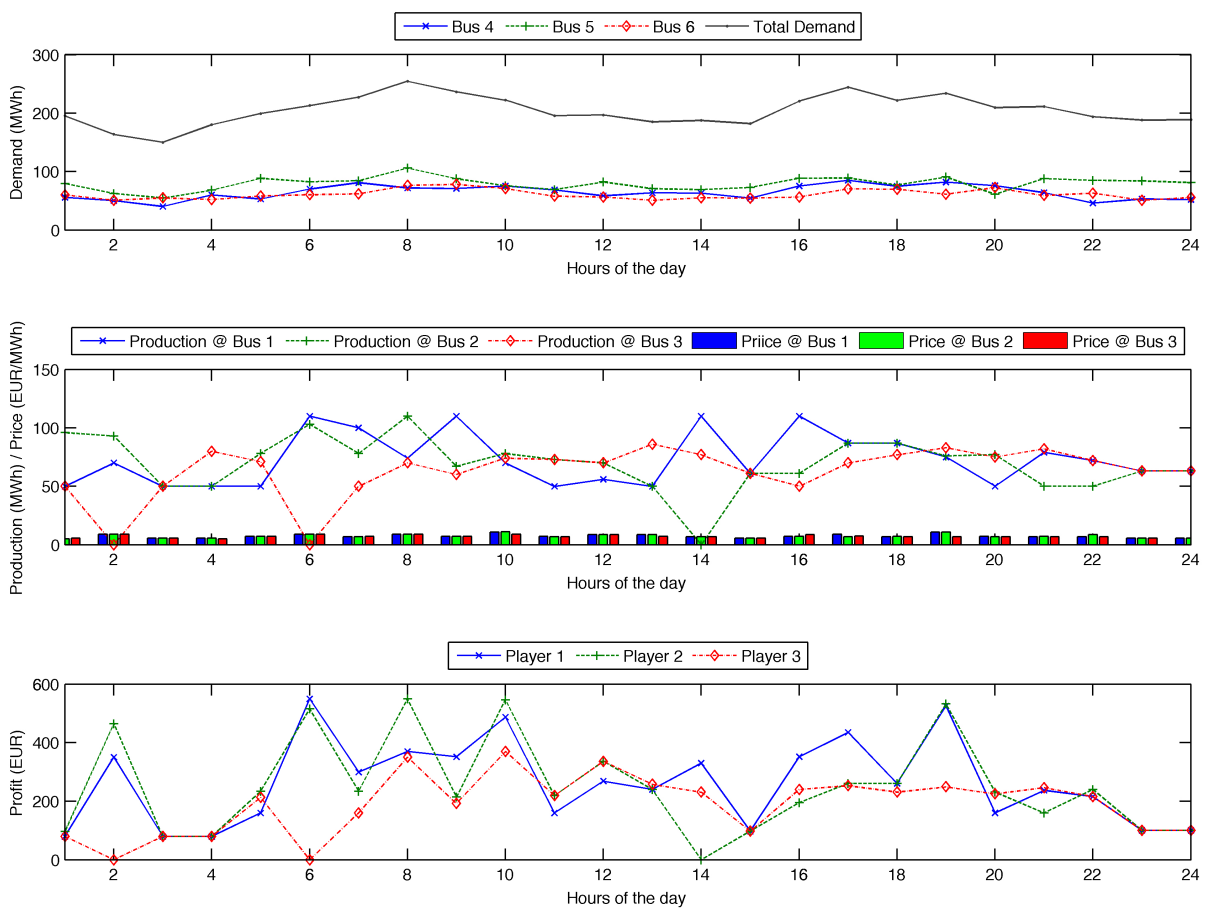 Bus 4 Bus 5 Bus 6 Total Demand
300
200
100
0
Demand (MWh)
2 4 6 8 10 12 14 16 18 20 22 24
Hours of the day
Production @ Bus 1 Production @ Bus 2 Production @ Bus 3 Priice @ Bus 1 Price @ Bus 2 Price @ Bus 3
150
100
50
0
Production (MWh) / Price (EUR/MWh)
2 4 6 8 10 12 14 16 18 20 22 24
Hours of the day
Player 1 Player 2 Player 3
600
400
200
0
Profit (EUR)
2 4 6 8 10 12 14 16 18 20 22 24
Hours of the day